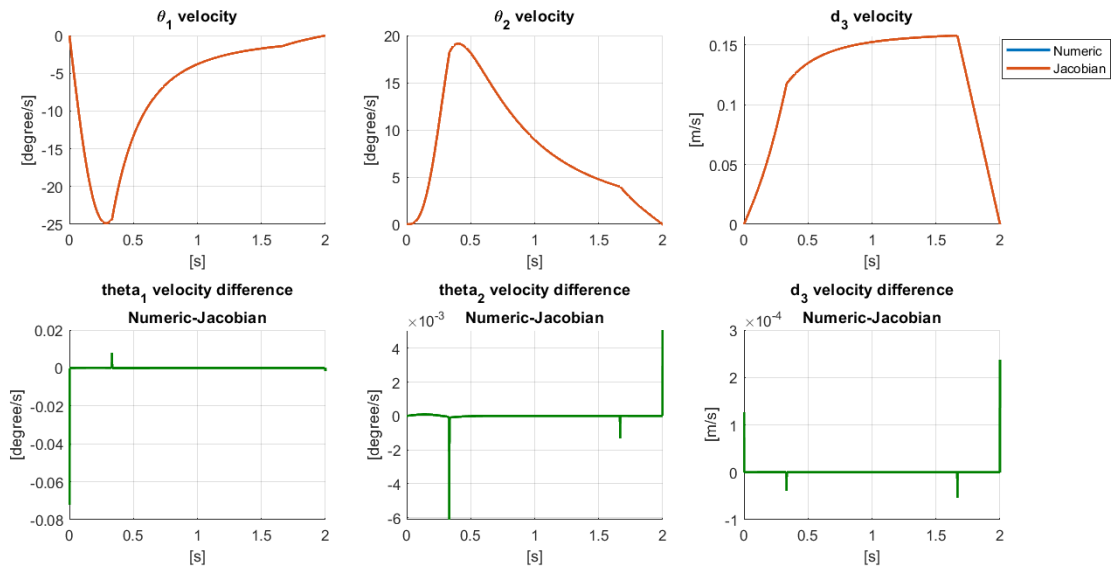 θ₁ velocity
0
-5
-10
-15
-20
-25
[degree/s]
0 0.5 1 1.5 2
[s]
θ₂ velocity
20
15
10
5
0
[degree/s]
0 0.5 1 1.5 2
[s]
d₃ velocity
0.15
0.1
0.05
0
[m/s]
0 0.5 1 1.5 2
[s]
Numeric
Jacobian
theta₁ velocity difference
Numeric-Jacobian
0.02
0
-0.02
-0.04
-0.06
-0.08
[degree/s]
0 0.5 1 1.5 2
[s]
theta₂ velocity difference
Numeric-Jacobian
×10⁻³
4
2
0
-2
-4
-6
[degree/s]
0 0.5 1 1.5 2
[s]
d₃ velocity difference
Numeric-Jacobian
×10⁻⁴
3
2
1
0
-1
[m/s]
0 0.5 1 1.5 2
[s]